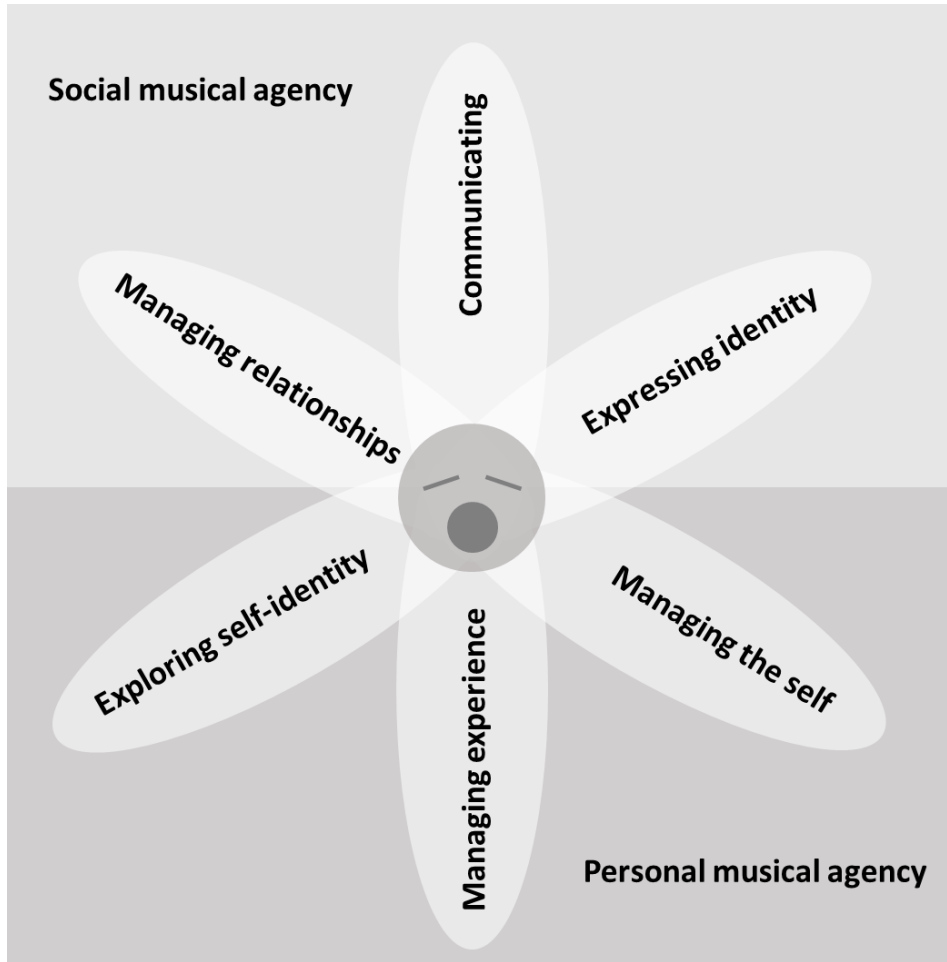 Social musical agency
Communicating
Managing relationships
Expressing identity
Exploring self-identity
Managing experience
Managing the self
Personal musical agency